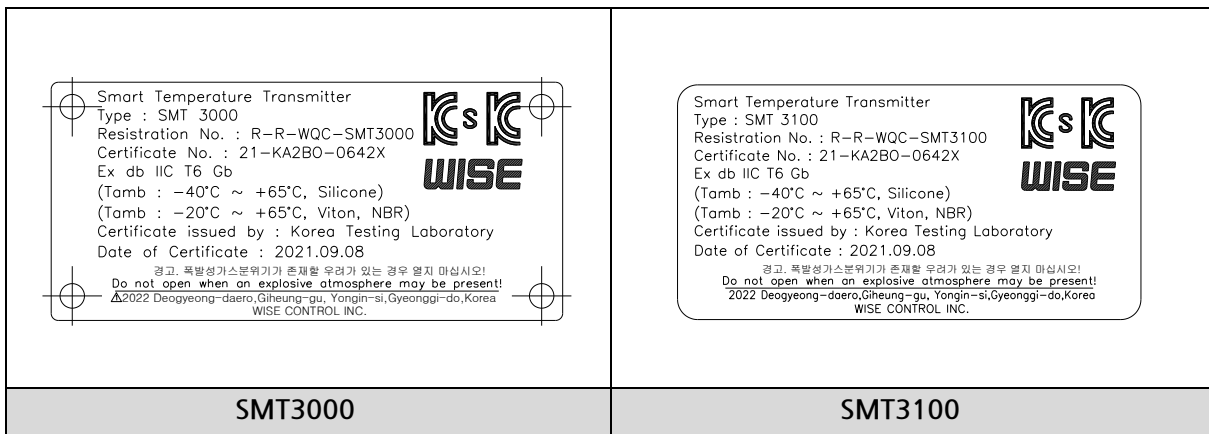 Smart Temperature Transmitter
Type : SMT 3000
Resistration No. : R-R-WQC-SMT3000
Certificate No. : 21-KA2BO-0642X
Ex db IIC T6 Gb
(Tamb : -40°C ~ +65°C, Silicone)
(Tamb : -20°C ~ +65°C, Viton, NBR)
Certificate issued by : Korea Testing Laboratory
Date of Certificate : 2021.09.08
KCs KC
WISE
경고. 폭발성가스분위기가 존재할 우려가 있는 경우 열지 마십시오!
Do not open when an explosive atmosphere may be present!
⚠2022 Deogyeong-daero,Giheung-gu, Yongin-si,Gyeonggi-do,Korea
WISE CONTROL INC.
SMT3000
Smart Temperature Transmitter
Type : SMT 3100
Resistration No. : R-R-WQC-SMT3100
Certificate No. : 21-KA2BO-0642X
Ex db IIC T6 Gb
(Tamb : -40°C ~ +65°C, Silicone)
(Tamb : -20°C ~ +65°C, Viton, NBR)
Certificate issued by : Korea Testing Laboratory
Date of Certificate : 2021.09.08
KCs KC
WISE
경고. 폭발성가스분위기가 존재할 우려가 있는 경우 열지 마십시오!
Do not open when an explosive atmosphere may be present!
2022 Deogyeong-daero,Giheung-gu, Yongin-si,Gyeonggi-do,Korea
WISE CONTROL INC.
SMT3100